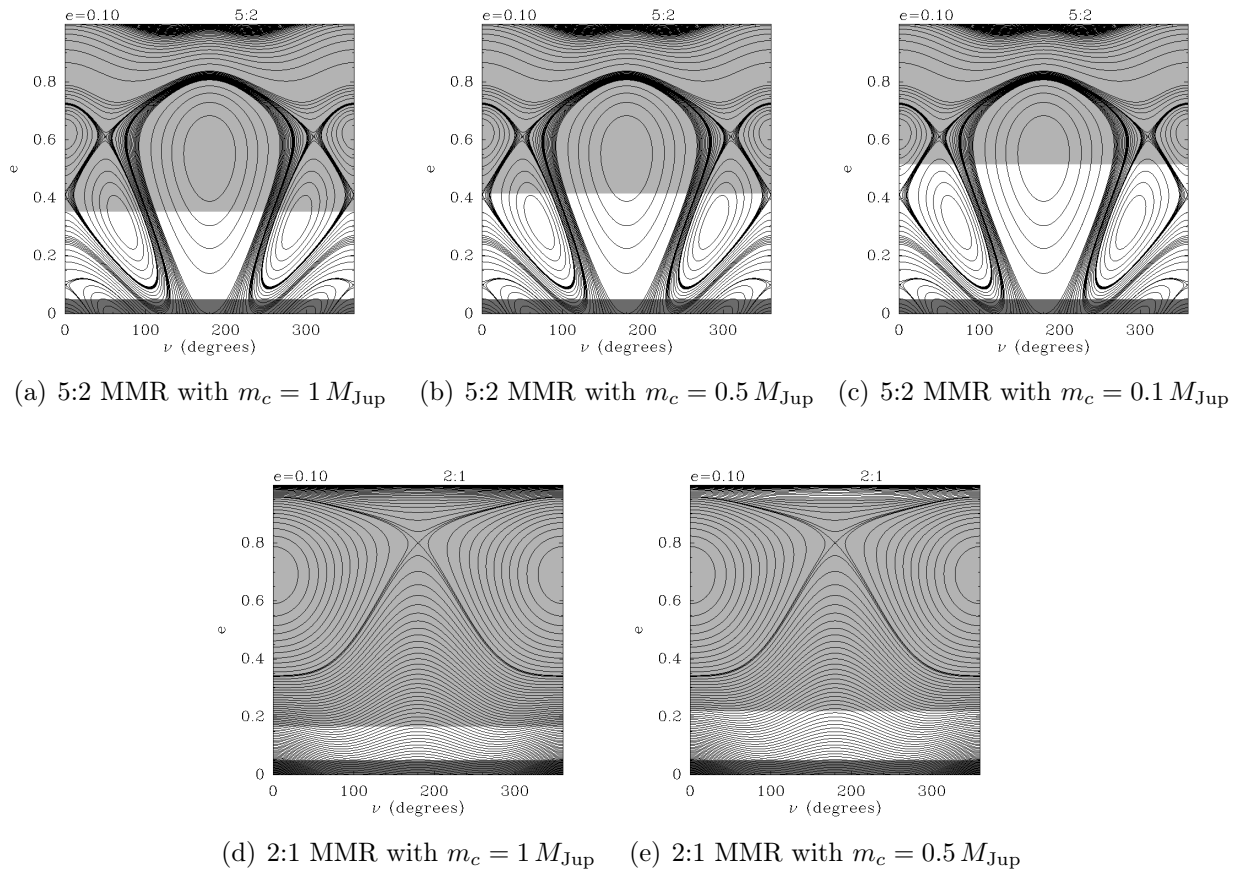 e=0.10 5:2
e=0.10 5:2
e=0.10 5:2
0.8
0.6
e
0.4
0.2
0
0 100 200 300
ν (degrees)
0.8
0.6
e
0.4
0.2
0
0 100 200 300
ν (degrees)
0.8
0.6
e
0.4
0.2
0
0 100 200 300
ν (degrees)
(a) 5:2 MMR with m_c = 1 M_Jup
(b) 5:2 MMR with m_c = 0.5 M_Jup
(c) 5:2 MMR with m_c = 0.1 M_Jup
e=0.10 2:1
e=0.10 2:1
0.8
0.6
e
0.4
0.2
0
0 100 200 300
ν (degrees)
0.8
0.6
e
0.4
0.2
0
0 100 200 300
ν (degrees)
(d) 2:1 MMR with m_c = 1 M_Jup
(e) 2:1 MMR with m_c = 0.5 M_Jup